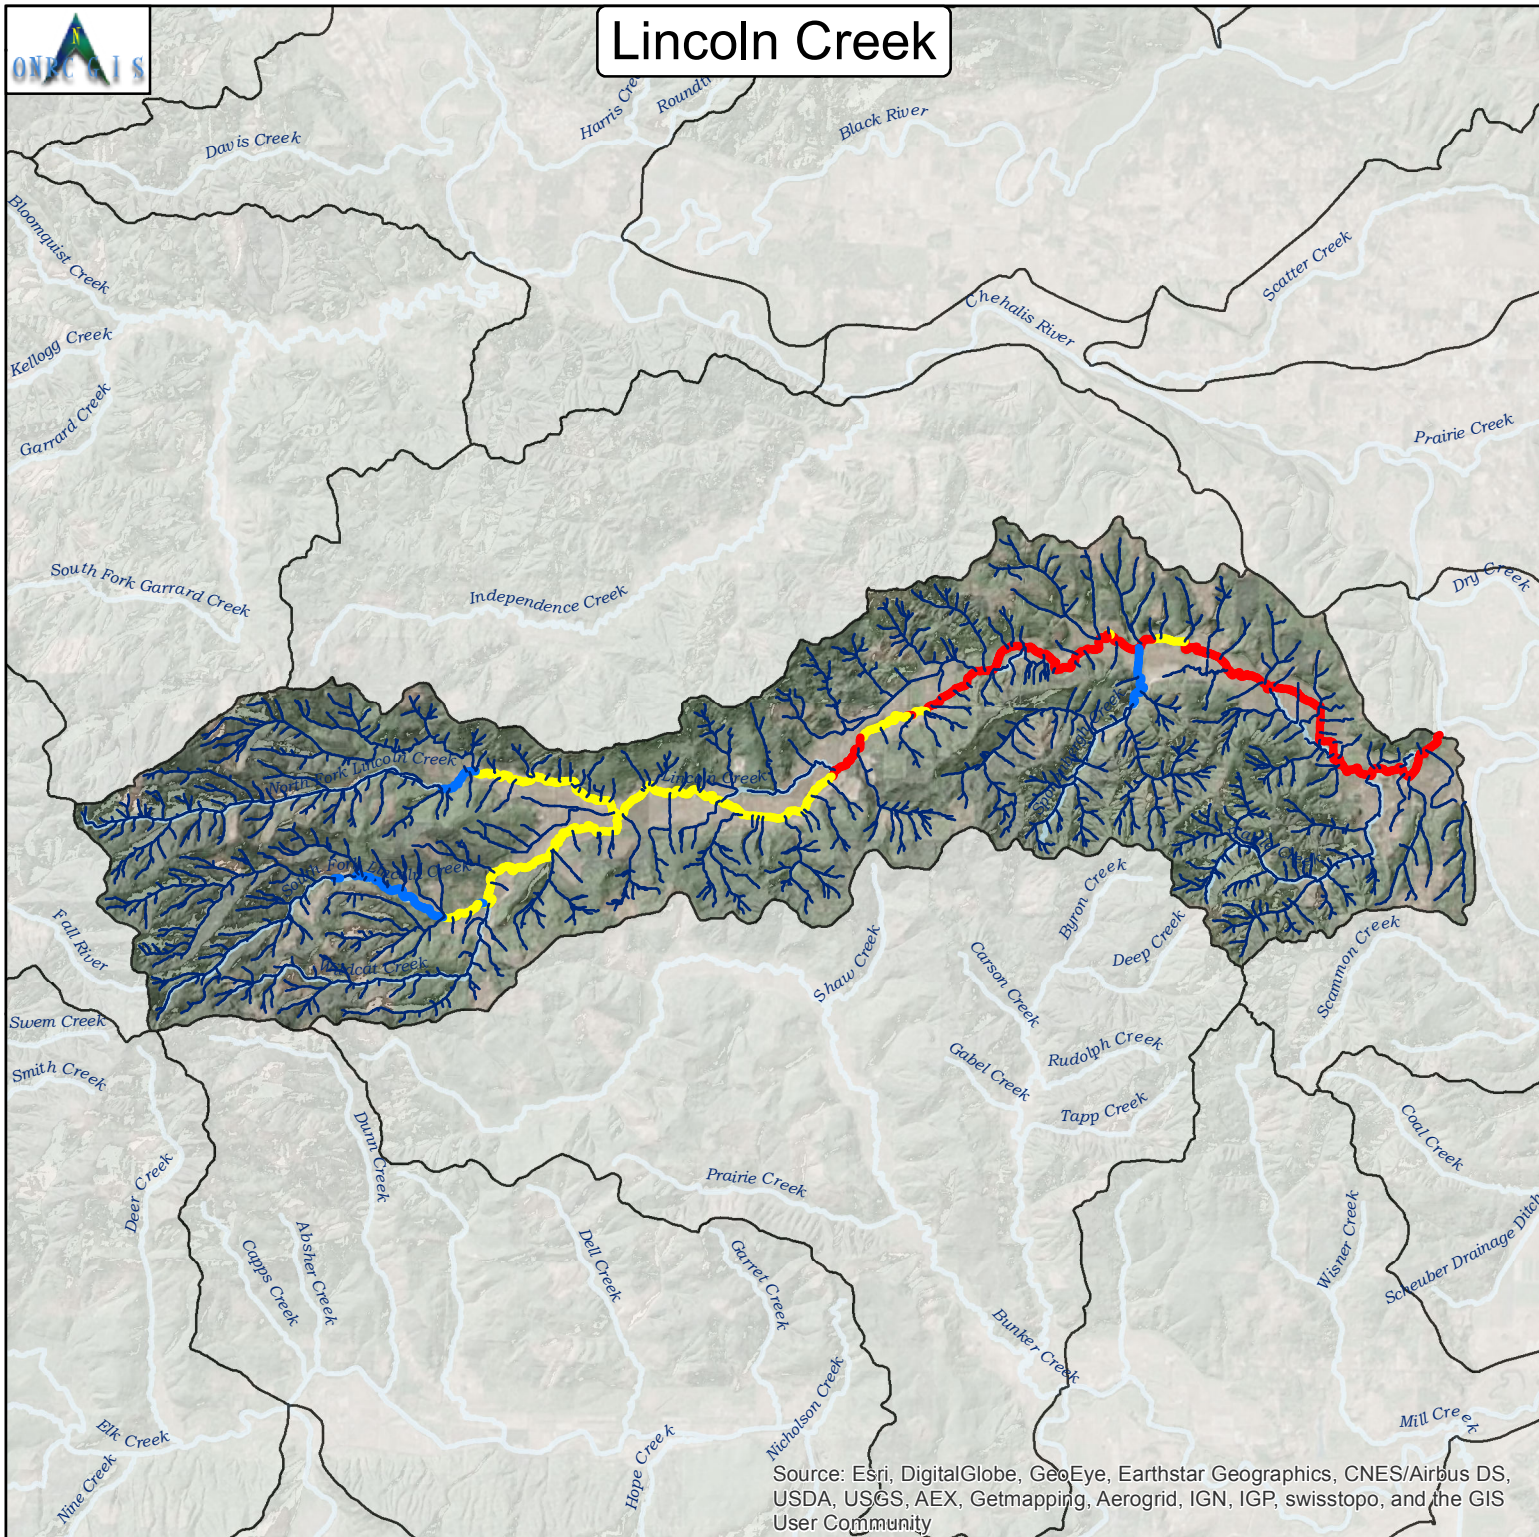 Lincoln Creek
N
ONRC GIS
Davis Creek
Black River
Bloomquist Creek
Scatter Creek
Chehalis River
Kellogg Creek
Garrard Creek
Prairie Creek
South Fork Garrard Creek
Independence Creek
Dry Creek
North Fork Lincoln Creek
Lincoln Creek
South Fork Lincoln Creek
Wildcat Creek
Fall River
Swem Creek
Smith Creek
Shaw Creek
Carson Creek
Byron Creek
Deep Creek
Scammon Creek
Gabel Creek
Rudolph Creek
Tapp Creek
Coal Creek
Deer Creek
Dunn Creek
Prairie Creek
Capps Creek
Absher Creek
Dell Creek
Garret Creek
Wisner Creek
Scheuber Drainage Ditch
Bunker Creek
Nicholson Creek
Elk Creek
Nine Creek
Hope Creek
Mill Creek
Source: Esri, DigitalGlobe, GeoEye, Earthstar Geographics, CNES/Airbus DS,
USDA, USGS, AEX, Getmapping, Aerogrid, IGN, IGP, swisstopo, and the GIS
User Community